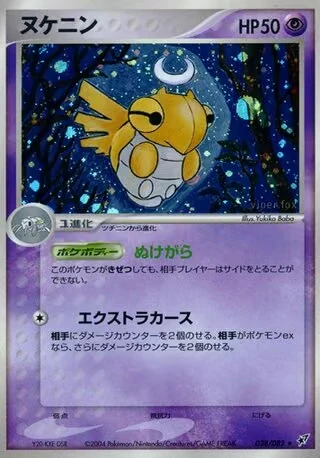 ヌケニン
HP50
viperfox
Illus. Yukiko Baba
1進化
ツチニンから進化
ポケボディー ぬけがら
このポケモンがきぜつしても、相手プレイヤーはサイドをとることが
できない。
エクストラカース
相手にダメージカウンターを2個のせる。相手がポケモンex
なら、さらにダメージカウンターを2個のせる。
弱点 抵抗力 にげる
©2004 Pokémon/Nintendo/Creatures/GAME FREAK.